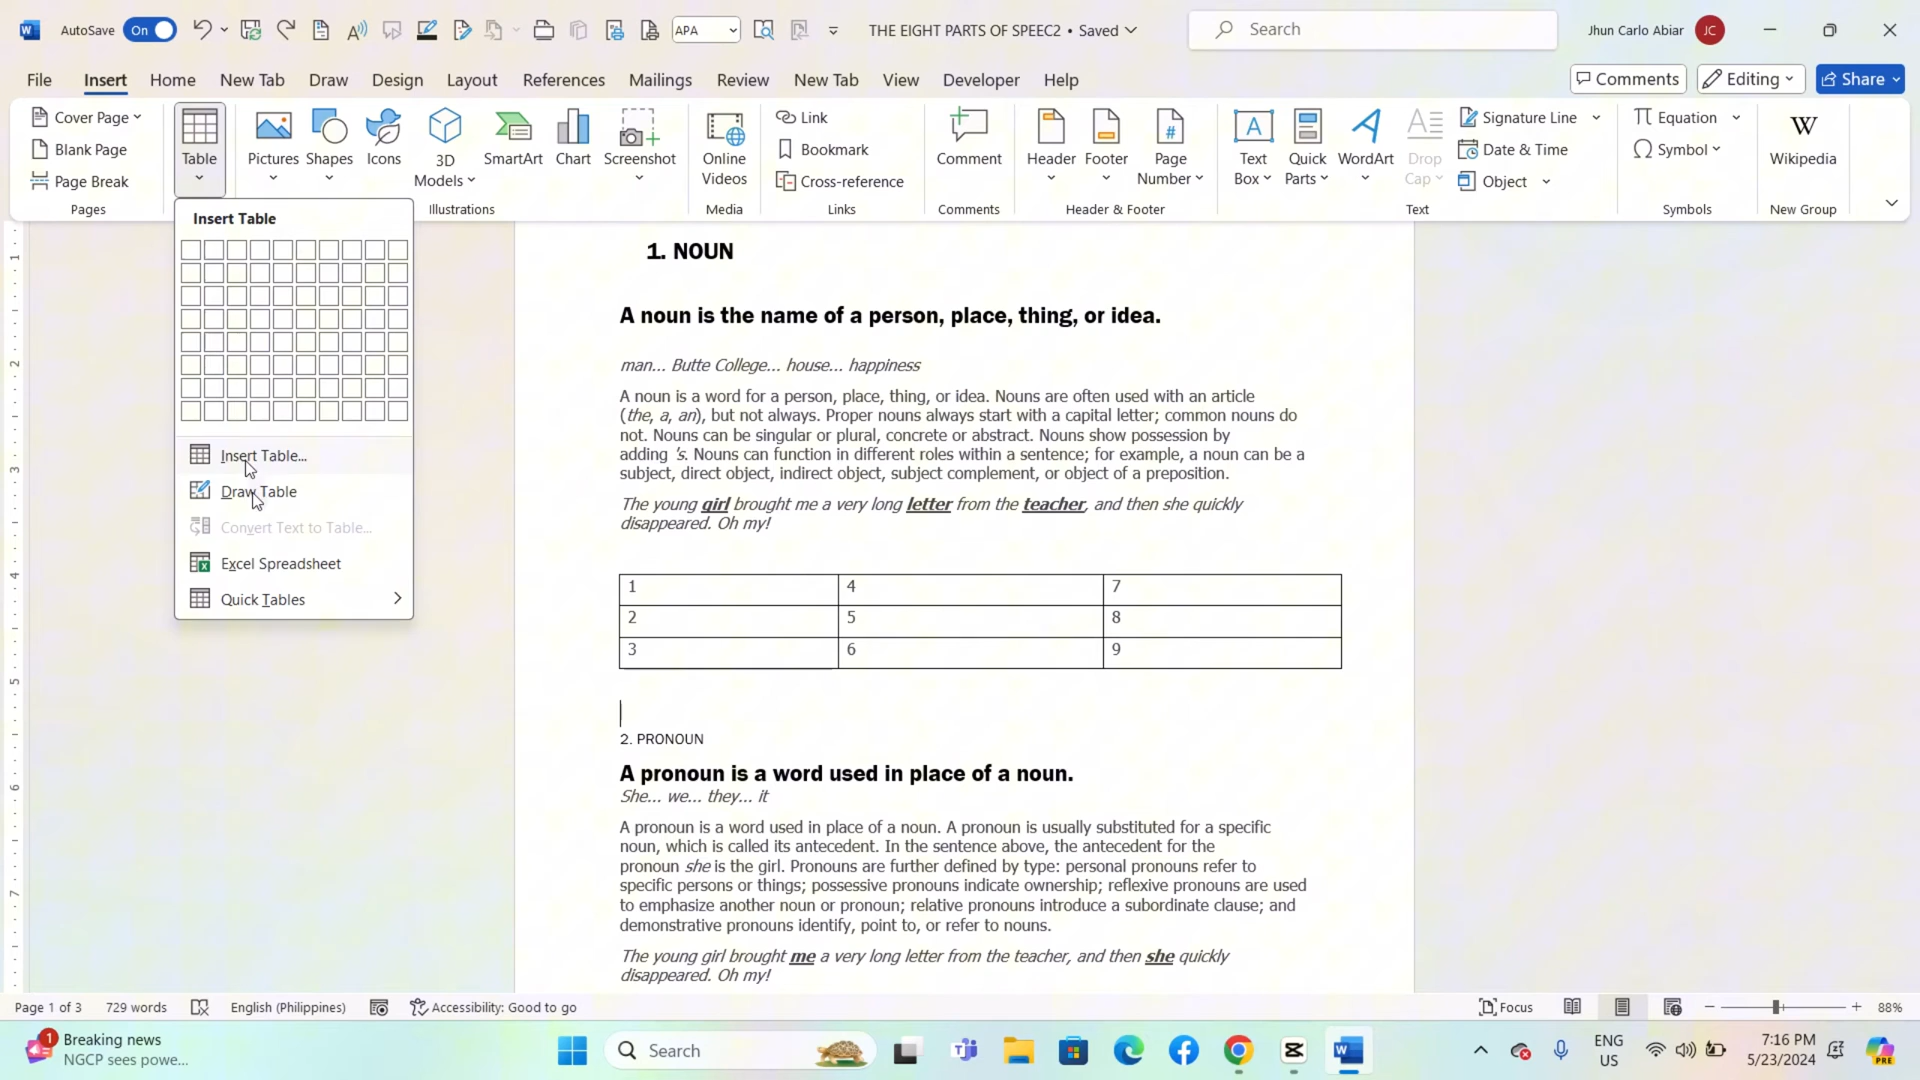 AutoSave On APA THE EIGHT PARTS OF SPEEC2 • Saved Search Jhun Carlo Abiar JC
File Insert Home New Tab Draw Design Layout References Mailings Review New Tab View Developer Help Comments Editing Share
Cover Page
Blank Page
Page Break
Pages
Table
Pictures Shapes Icons 3D Models SmartArt Chart Screenshot
Illustrations
Online Videos
Media
Link
Bookmark
Cross-reference
Links
Comment
Comments
Header Footer Page Number
Header & Footer
Text Box Quick Parts WordArt Drop Cap
Signature Line
Date & Time
Object
Text
Equation
Symbol
Symbols
Wikipedia
New Group
Insert Table
Insert Table...
Draw Table
Convert Text to Table...
Excel Spreadsheet
Quick Tables
1
2
3
4
5
6
7
1. NOUN
A noun is the name of a person, place, thing, or idea.
man... Butte College... house... happiness
A noun is a word for a person, place, thing, or idea. Nouns are often used with an article
(the, a, an), but not always. Proper nouns always start with a capital letter; common nouns do
not. Nouns can be singular or plural, concrete or abstract. Nouns show possession by
adding 's. Nouns can function in different roles within a sentence; for example, a noun can be a
subject, direct object, indirect object, subject complement, or object of a preposition.
The young girl brought me a very long letter from the teacher, and then she quickly
disappeared. Oh my!
1 4 7
2 5 8
3 6 9
2. PRONOUN
A pronoun is a word used in place of a noun.
She... we... they... it
A pronoun is a word used in place of a noun. A pronoun is usually substituted for a specific
noun, which is called its antecedent. In the sentence above, the antecedent for the
pronoun she is the girl. Pronouns are further defined by type: personal pronouns refer to
specific persons or things; possessive pronouns indicate ownership; reflexive pronouns are used
to emphasize another noun or pronoun; relative pronouns introduce a subordinate clause; and
demonstrative pronouns identify, point to, or refer to nouns.
The young girl brought me a very long letter from the teacher, and then she quickly
disappeared. Oh my!
Page 1 of 3 729 words English (Philippines) Accessibility: Good to go Focus 88%
1 Breaking news
NGCP sees powe...
Search
ENG
US
7:16 PM
5/23/2024
PRE